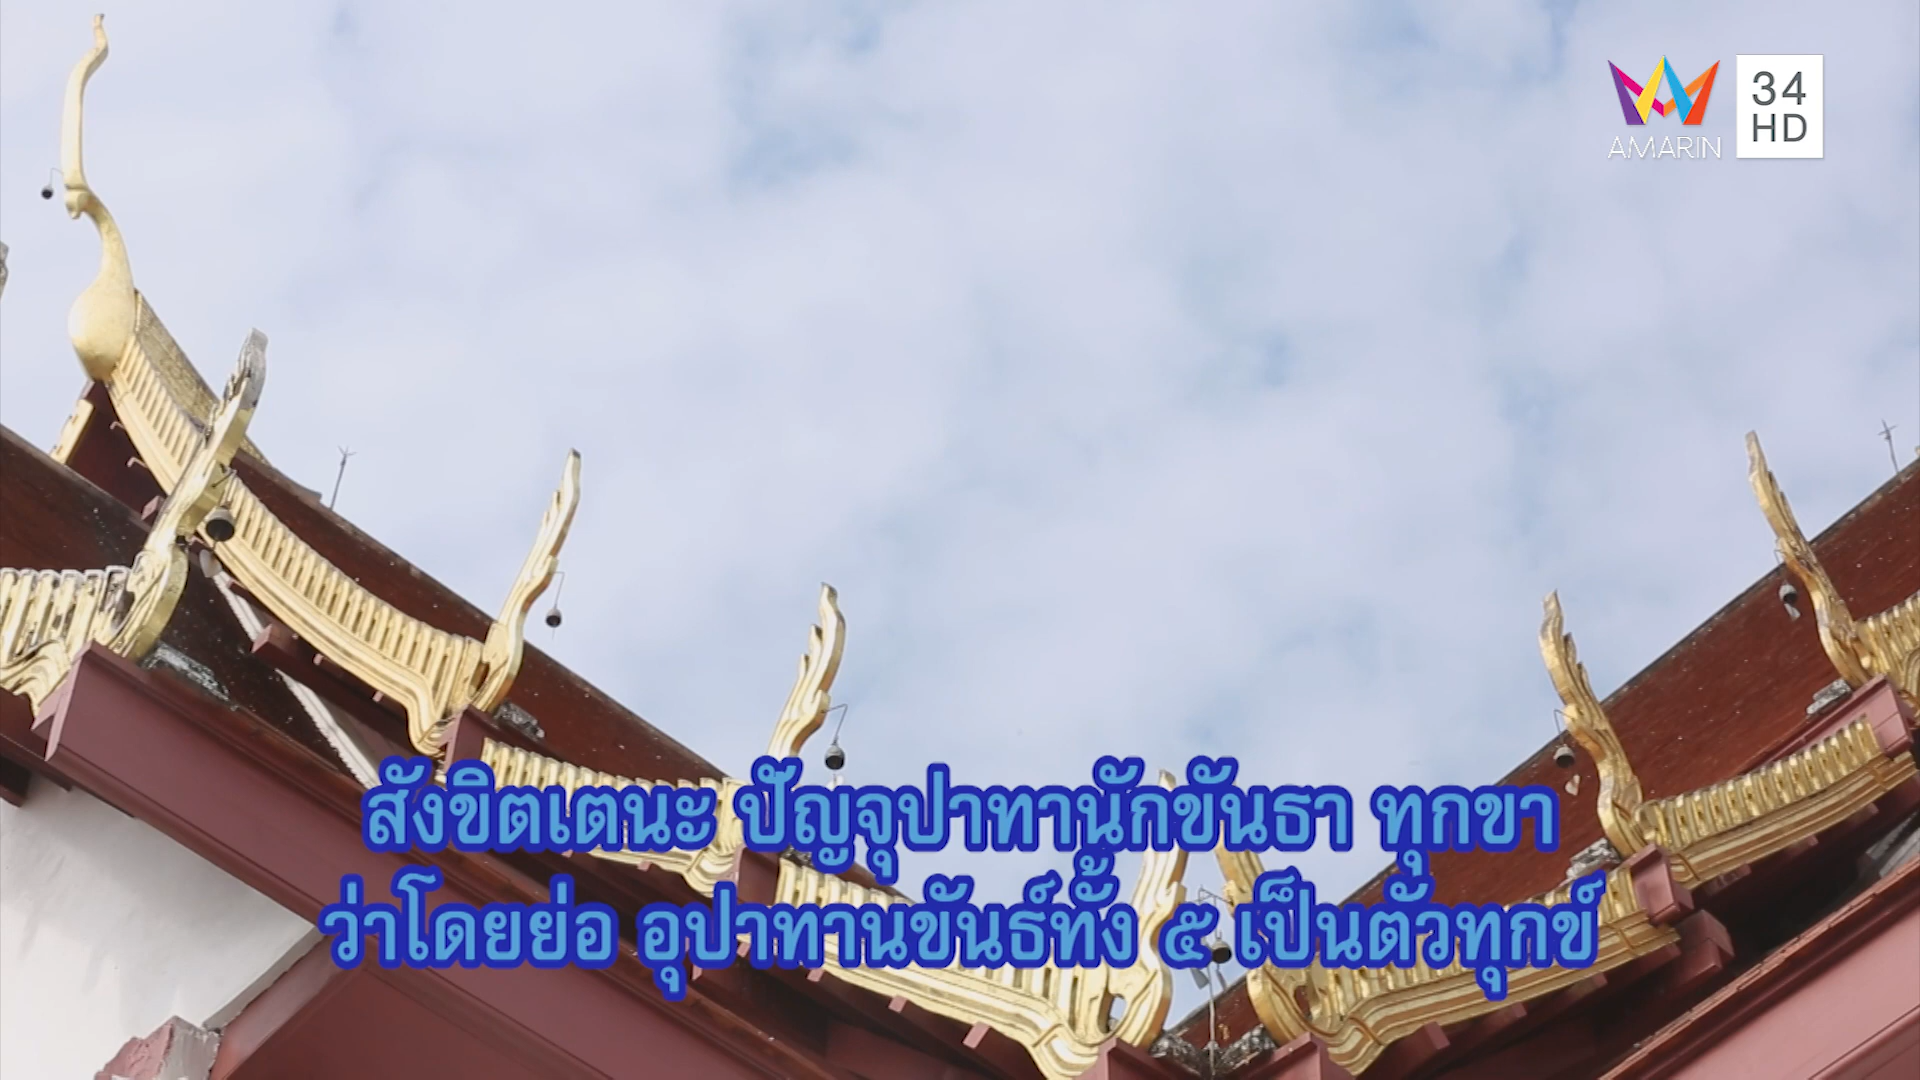 AMARIN
34
HD
สังขิตเตนะ ปัญจุปาทานักขันธา ทุกขา
ว่าโดยย่อ อุปาทานขันธ์ทั้ง ๕ เป็นตัวทุกข์